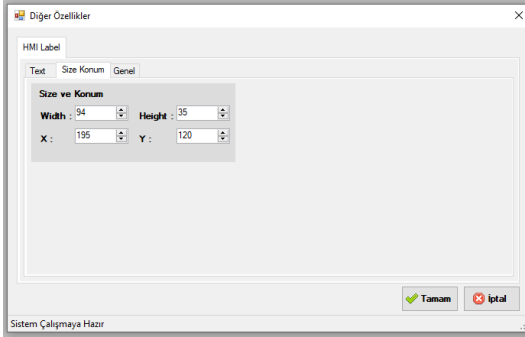 Diğer Özellikler
HMI Label
Text Size Konum Genel
Size ve Konum
Width : 94 Height : 35
X : 195 Y : 120
Tamam İptal
Sistem Çalışmaya Hazır